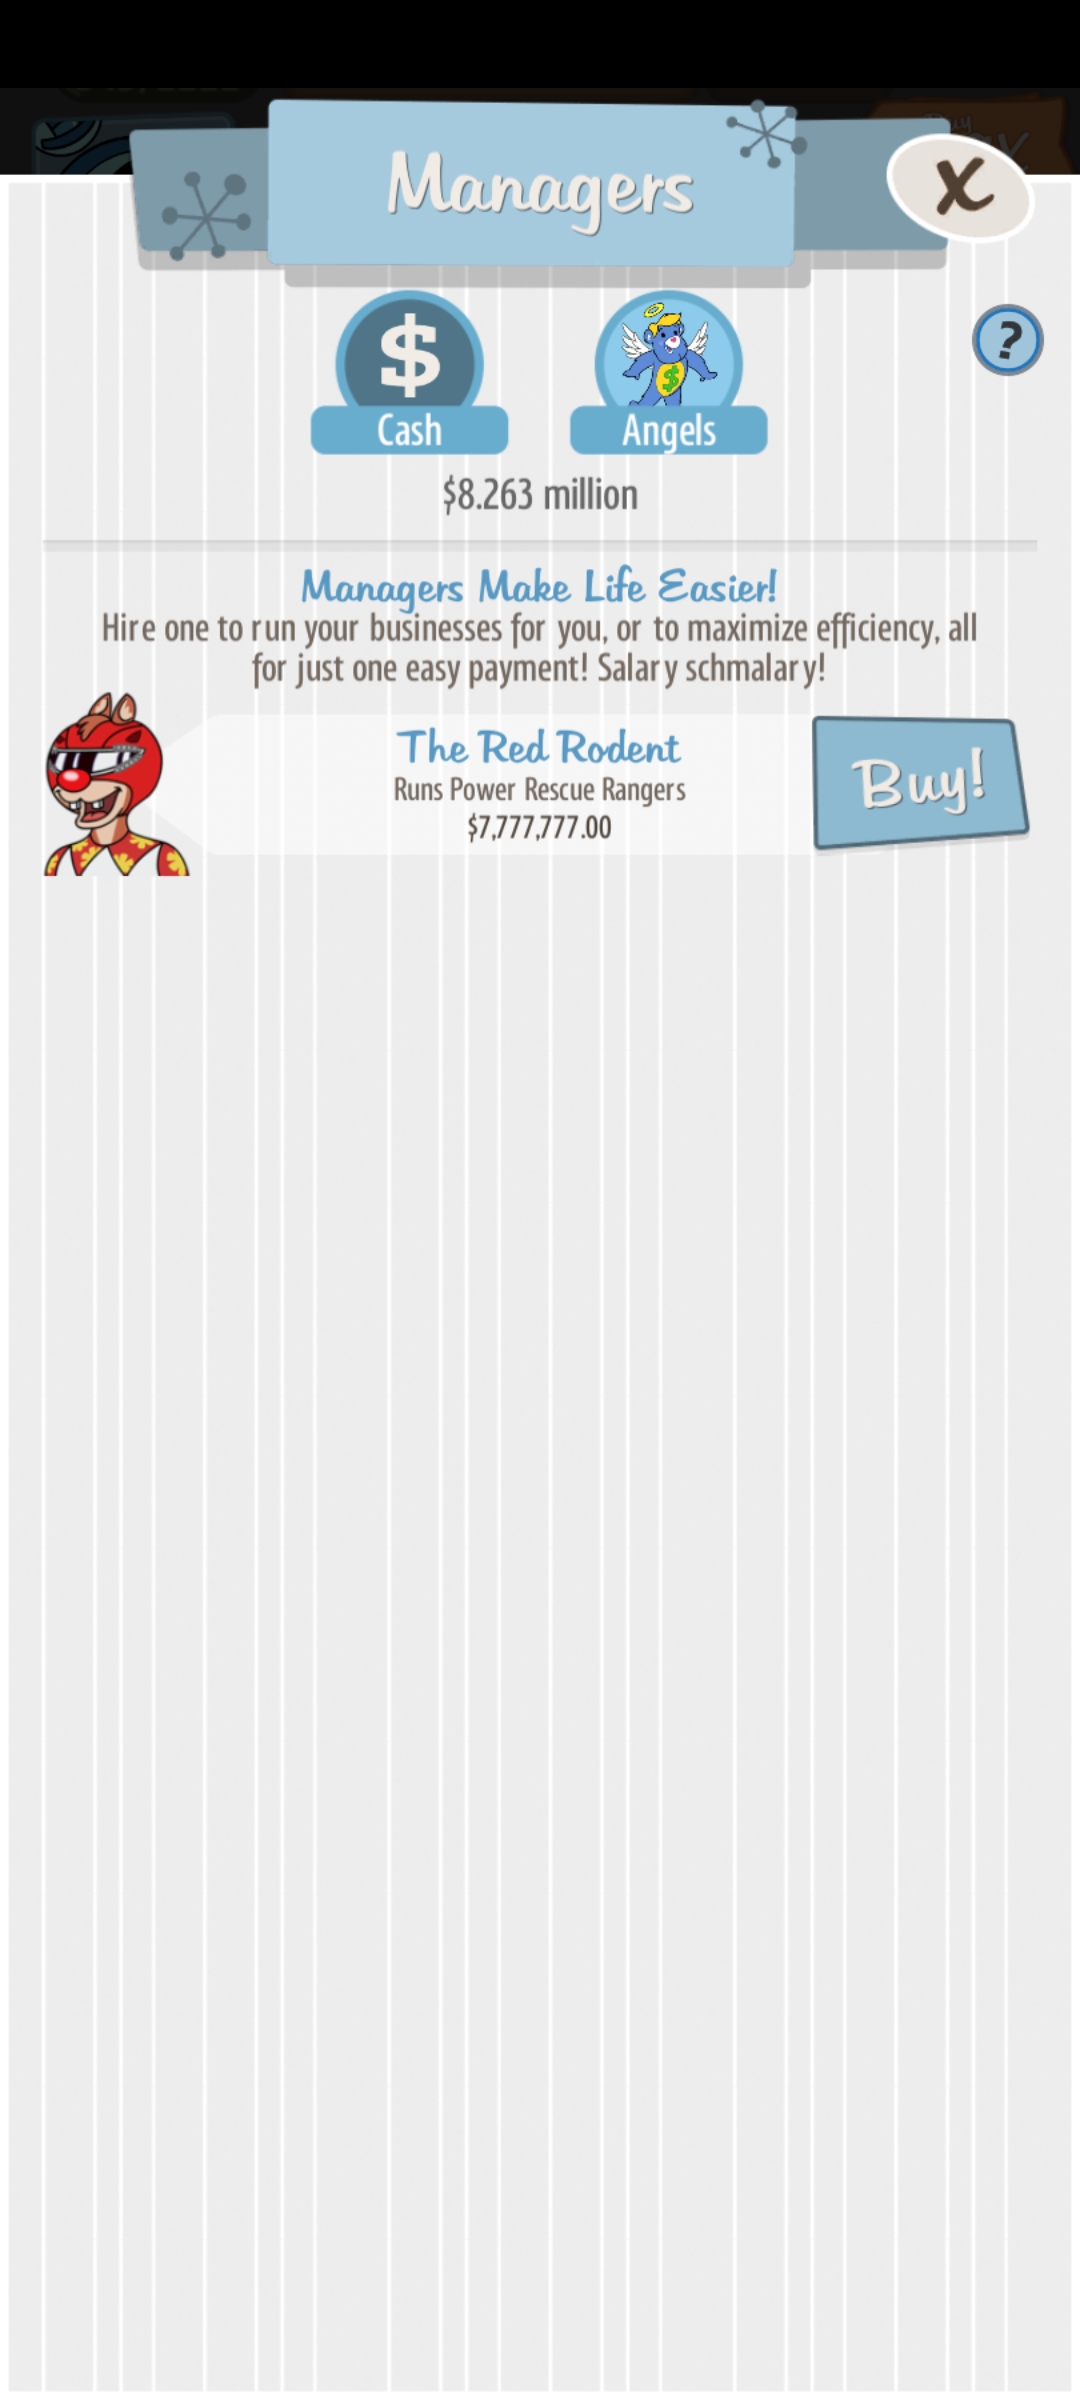 Managers
X
$
?
$
Cash
Angels
$8.263 million
Managers Make Life Easier!
Hire one to run your businesses for you, or to maximize efficiency, all
for just one easy payment! Salary schmalary!
The Red Rodent
Runs Power Rescue Rangers
$7,777,777.00
Buy!